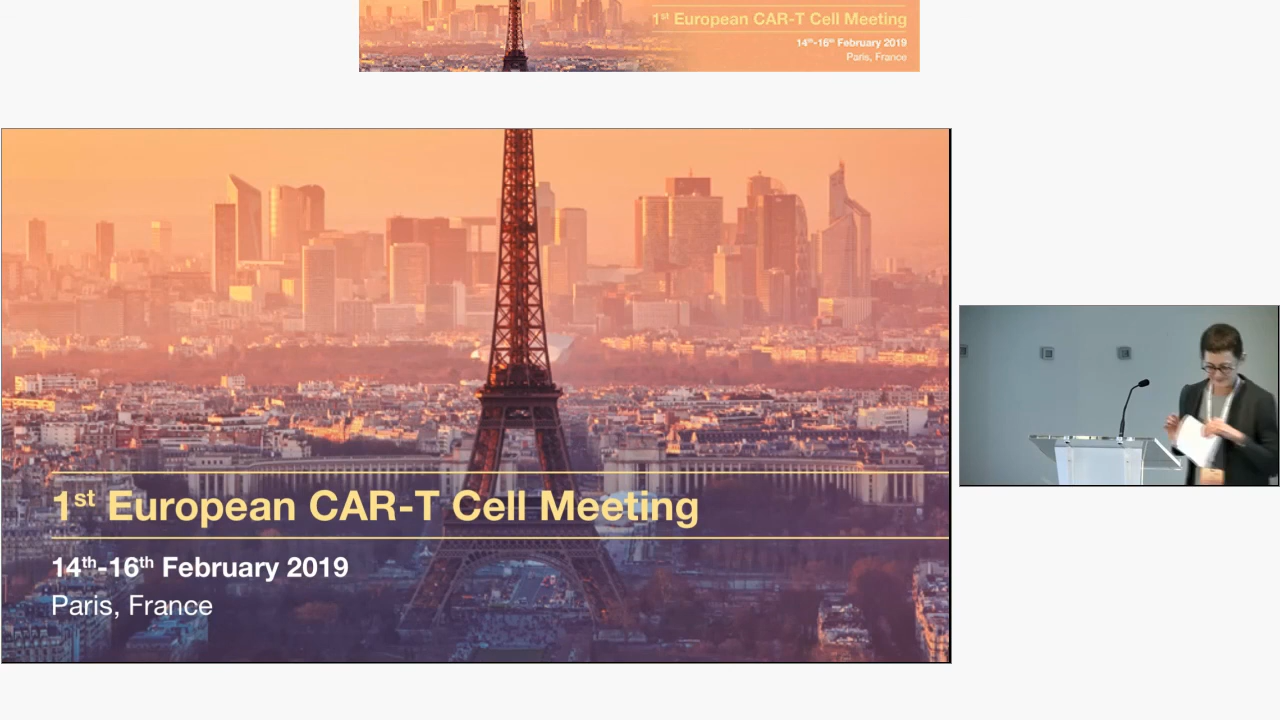 1st European CAR-T Cell Meeting
14th-16th February 2019
Paris, France
1st European CAR-T Cell Meeting
14th-16th February 2019
Paris, France